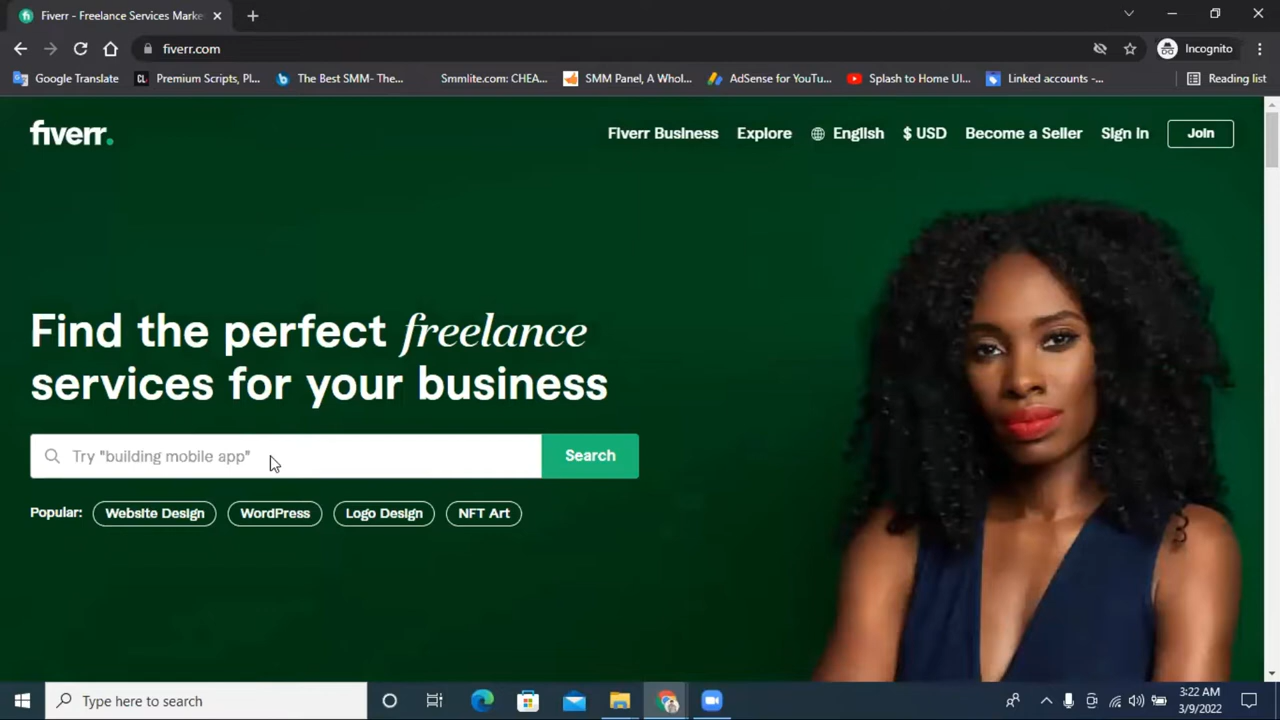 Fiverr - Freelance Services Marke
fiverr.com
Incognito
Google Translate
Premium Scripts, Pl...
The Best SMM- The...
Smmlite.com: CHEA...
SMM Panel, A Whol...
AdSense for YouTu...
Splash to Home UI...
Linked accounts -...
Reading list
fiverr.
Fiverr Business
Explore
English
$ USD
Become a Seller
Sign In
Join
Find the perfect freelance
services for your business
Try "building mobile app"
Search
Popular:
Website Design
WordPress
Logo Design
NFT Art
Type here to search
3:22 AM
3/9/2022